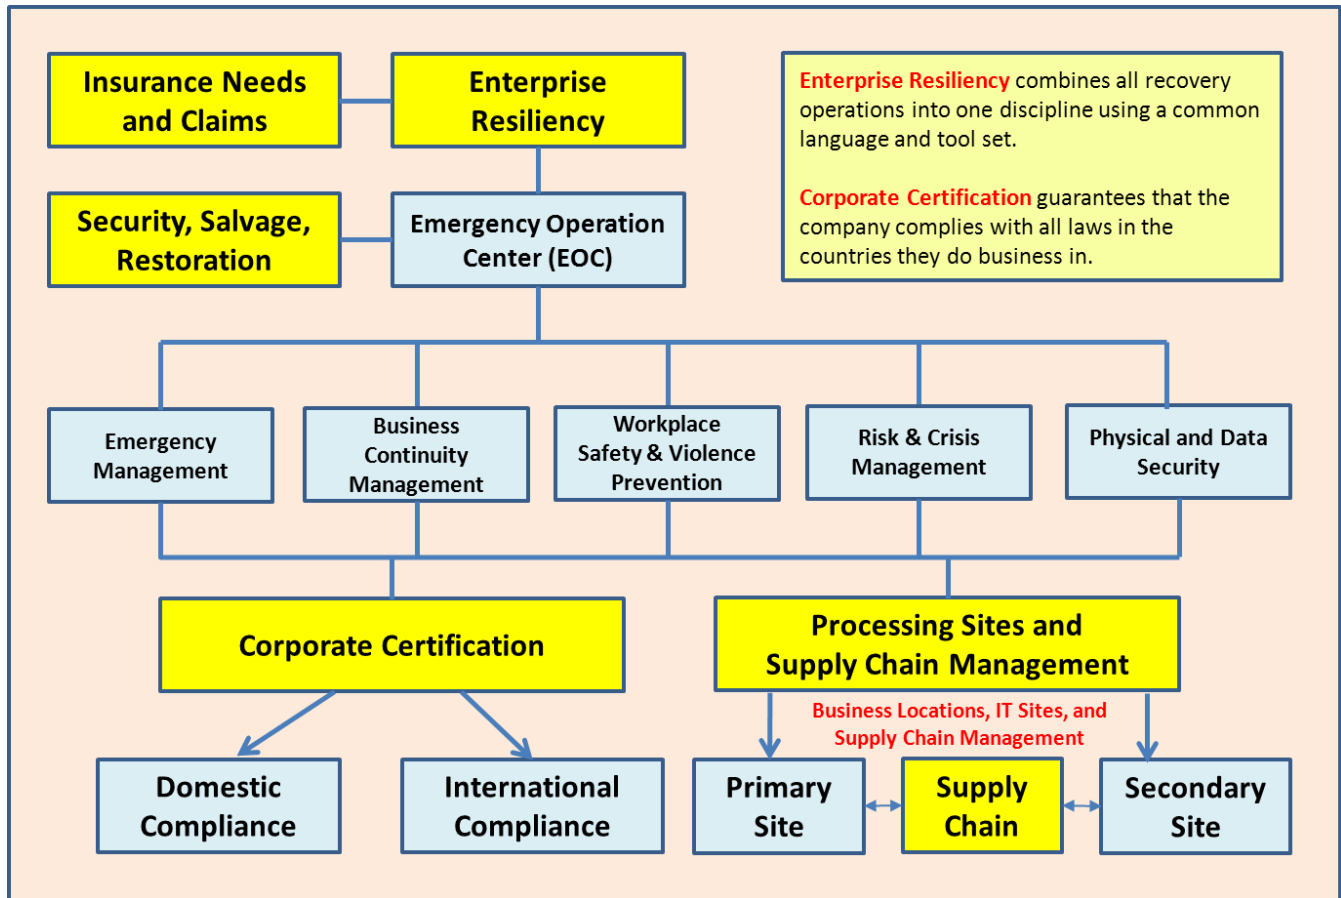 Insurance Needs
and Claims
Enterprise
Resiliency
Enterprise Resiliency combines all recovery
operations into one discipline using a common
language and tool set.
Corporate Certification guarantees that the
company complies with all laws in the
countries they do business in.
Security, Salvage,
Restoration
Emergency Operation
Center (EOC)
Emergency
Management
Business
Continuity
Management
Workplace
Safety & Violence
Prevention
Risk & Crisis
Management
Physical and Data
Security
Corporate Certification
Processing Sites and
Supply Chain Management
Business Locations, IT Sites, and
Supply Chain Management
Domestic
Compliance
International
Compliance
Primary
Site
Supply
Chain
Secondary
Site